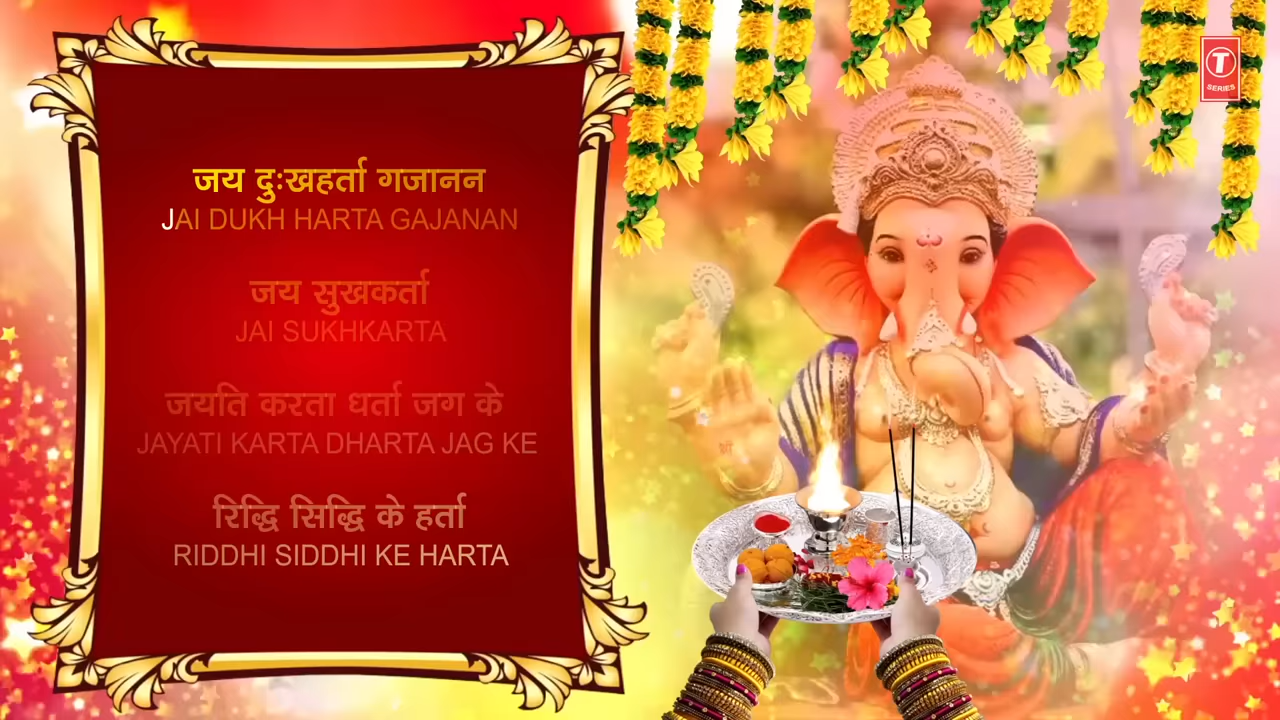 जय दुःखहर्ता गजानन
JAI DUKH HARTA GAJANAN
जय सुखकर्ता
JAI SUKHKARTA
जयति करता धर्ता जग के
JAYATI KARTA DHARTA JAG KE
रिद्धि सिद्धि के हर्ता
RIDDHI SIDDHI KE HARTA
T
SERIES
श्री